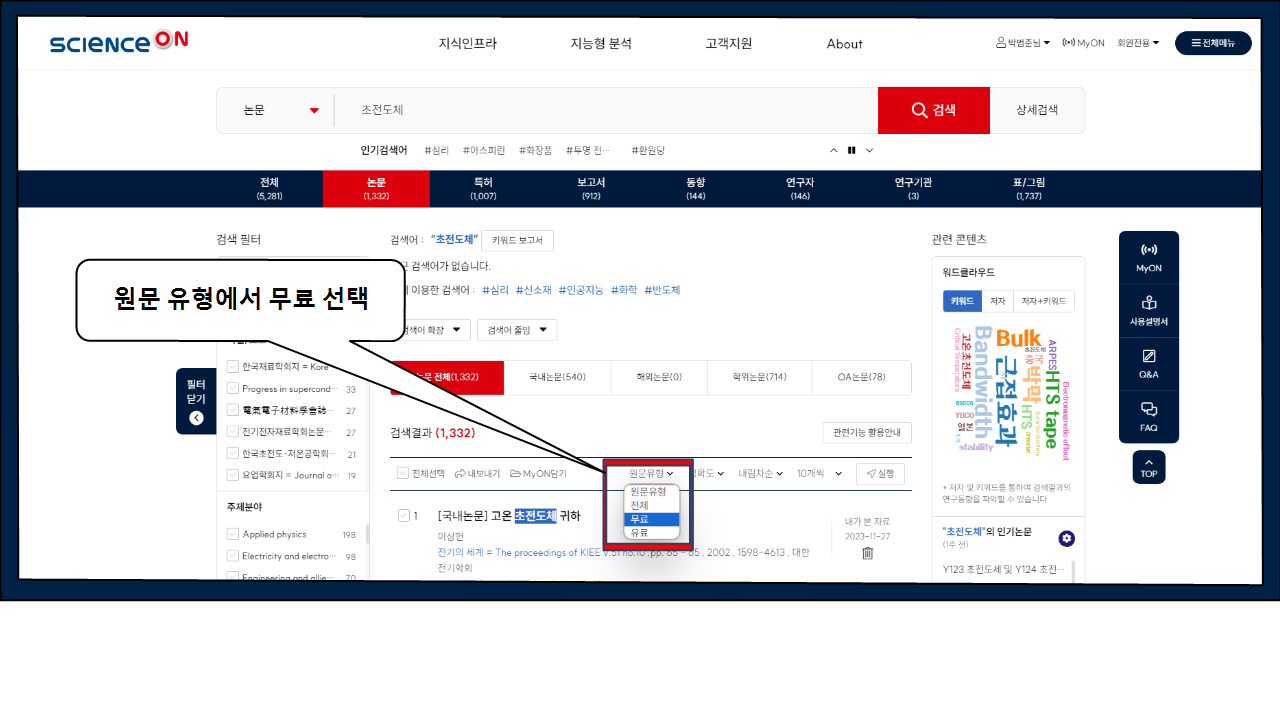 SCIENCE ON
지식인프라 지능형 분석 고객지원 About
박범준님 MyON 회원전용 전체메뉴
논문 초전도체 검색 상세검색
인기검색어 #심리 #아스피린 #화장품 #투명 전… #환원당
전체 논문 특허 보고서 동향 연구자 연구기관 표/그림
(5,281) (1,332) (1,007) (912) (144) (146) (3) (1,737)
검색 필터
검색어 : "초전도체" 키워드 보고서
검색어가 없습니다.
이용한 검색어 : #심리 #신소재 #인공지능 #화학 #반도체
원문 유형에서 무료 선택
검색어 확장 검색어 줄임
한국재료학회지 = Kore
Progress in supercond… 33
電氣電子材料學會誌… 27
전기전자재료학회논문… 27
한국초전도·저온공학회… 21
요업학회지 = Journal o… 19
주제분야
Applied physics 198
Electricity and electro… 98
Engineering and allie… 70
필터
닫기
논문 전체(1,332) 국내논문(540) 해외논문(0) 학위논문(714) OA논문(78)
검색결과 (1,332) 관련기능 활용안내
전체선택 내보내기 MyON담기 원문유형 정확도 내림차순 10개씩 실행
원문유형
전체
무료
유료
1 [국내논문] 고온 초전도체 귀하
이상헌
전기의 세계 = The proceedings of KIEE v.51 no.10 , pp. 65 - 65 , 2002 , 1598-4613 , 대한
전기학회
내가 본 자료
2023-11-27
관련 콘텐츠
워드클라우드
키워드 저자 저자+키워드
고온초전도체
Critical Temperature
Bandwidth
Bulk
초전도체
근접효과
박막
HTS tape
ARPES
HTS
Electromagnetic effect
BSCCO
YBCO
열본
stability
* 저자 및 키워드를 통하여 검색결과의
연구동향을 파악할 수 있습니다
"초전도체"의 인기논문
(1주 전)
Y123 초전도체 및 Y124 초전…
MyON
사용설명서
Q&A
FAQ
TOP